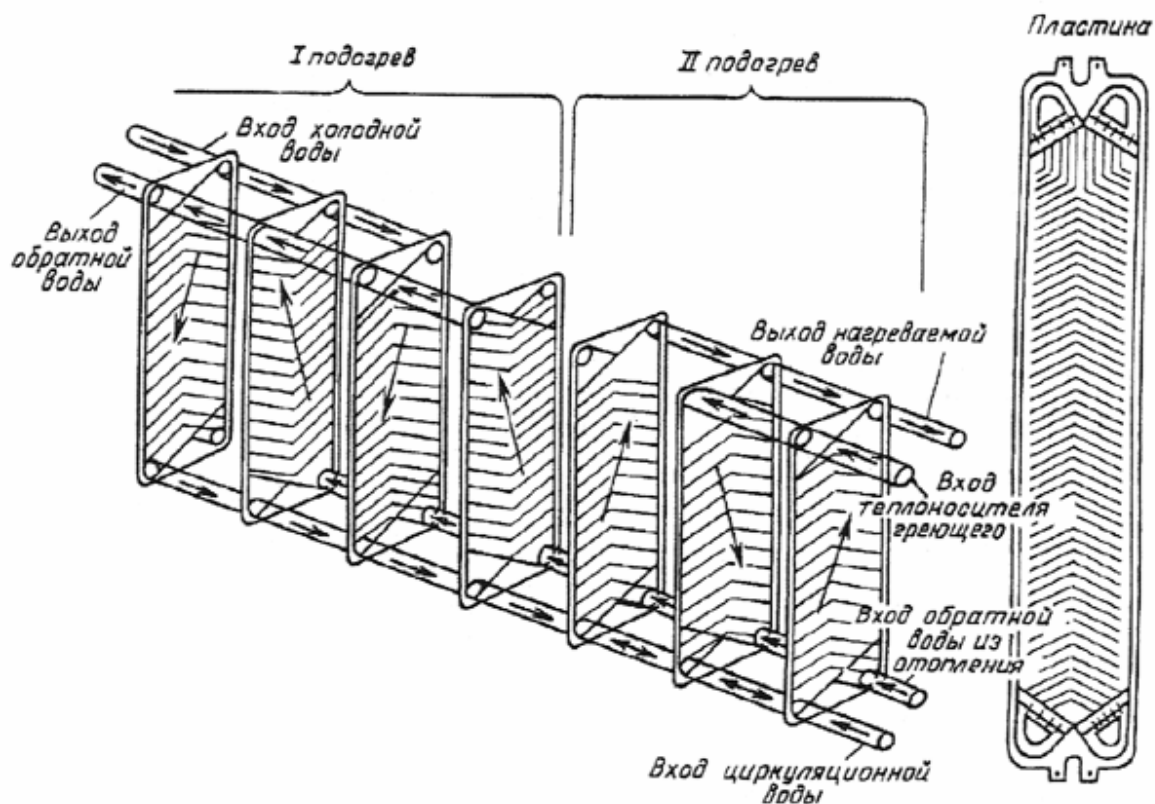 Пластина
I подогрев
II подогрев
Вход холодной
воды
Выход
обратной
воды
Выход нагреваемой
воды
Вход
теплоносителя
греющего
Вход обратной
воды из
отопления
Вход циркуляционной
воды